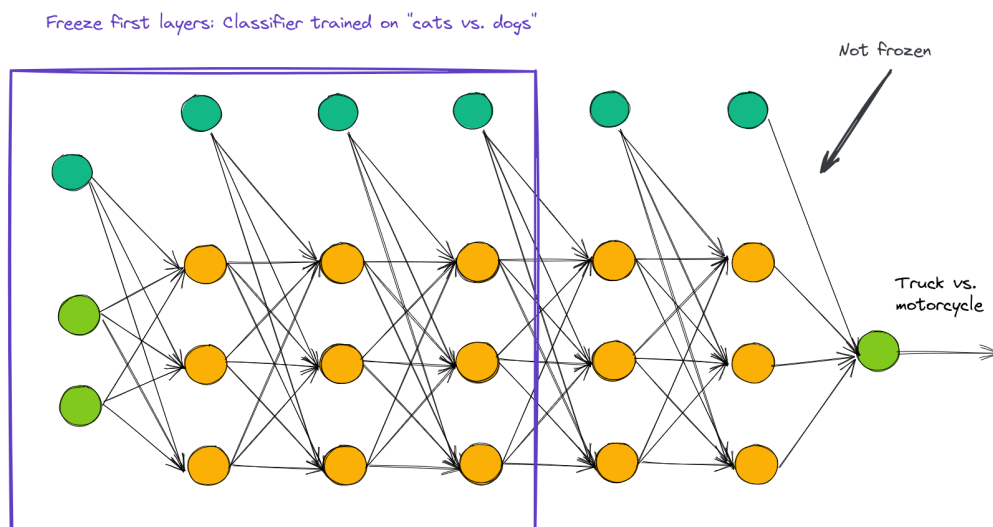 Freeze first layers: Classifier trained on "cats vs. dogs"
Not frozen
Truck vs.
motorcycle